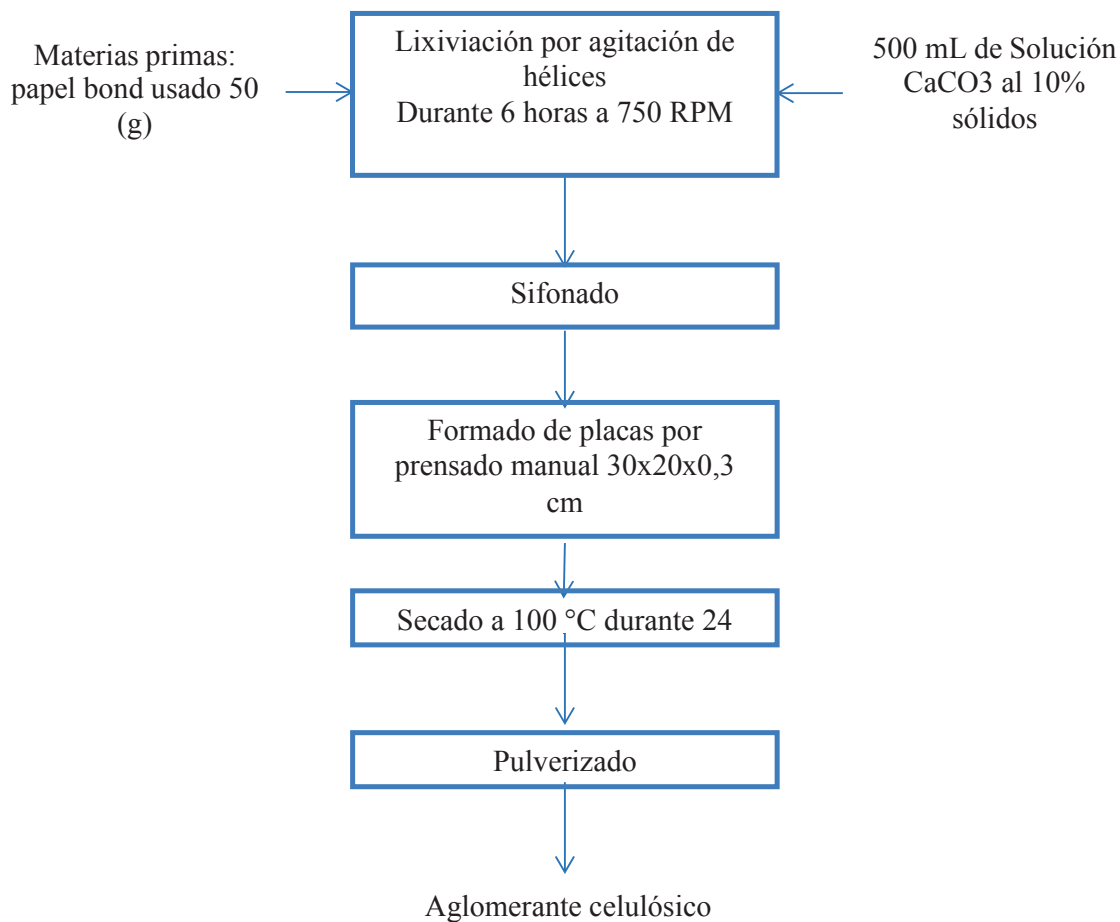 Materias primas:
papel bond usado 50
(g)
Lixiviación por agitación de
hélices
Durante 6 horas a 750 RPM
500 mL de Solución
CaCO3 al 10%
sólidos
Sifonado
Formado de placas por
prensado manual 30x20x0,3
cm
Secado a 100 °C durante 24
Pulverizado
Aglomerante celulósico